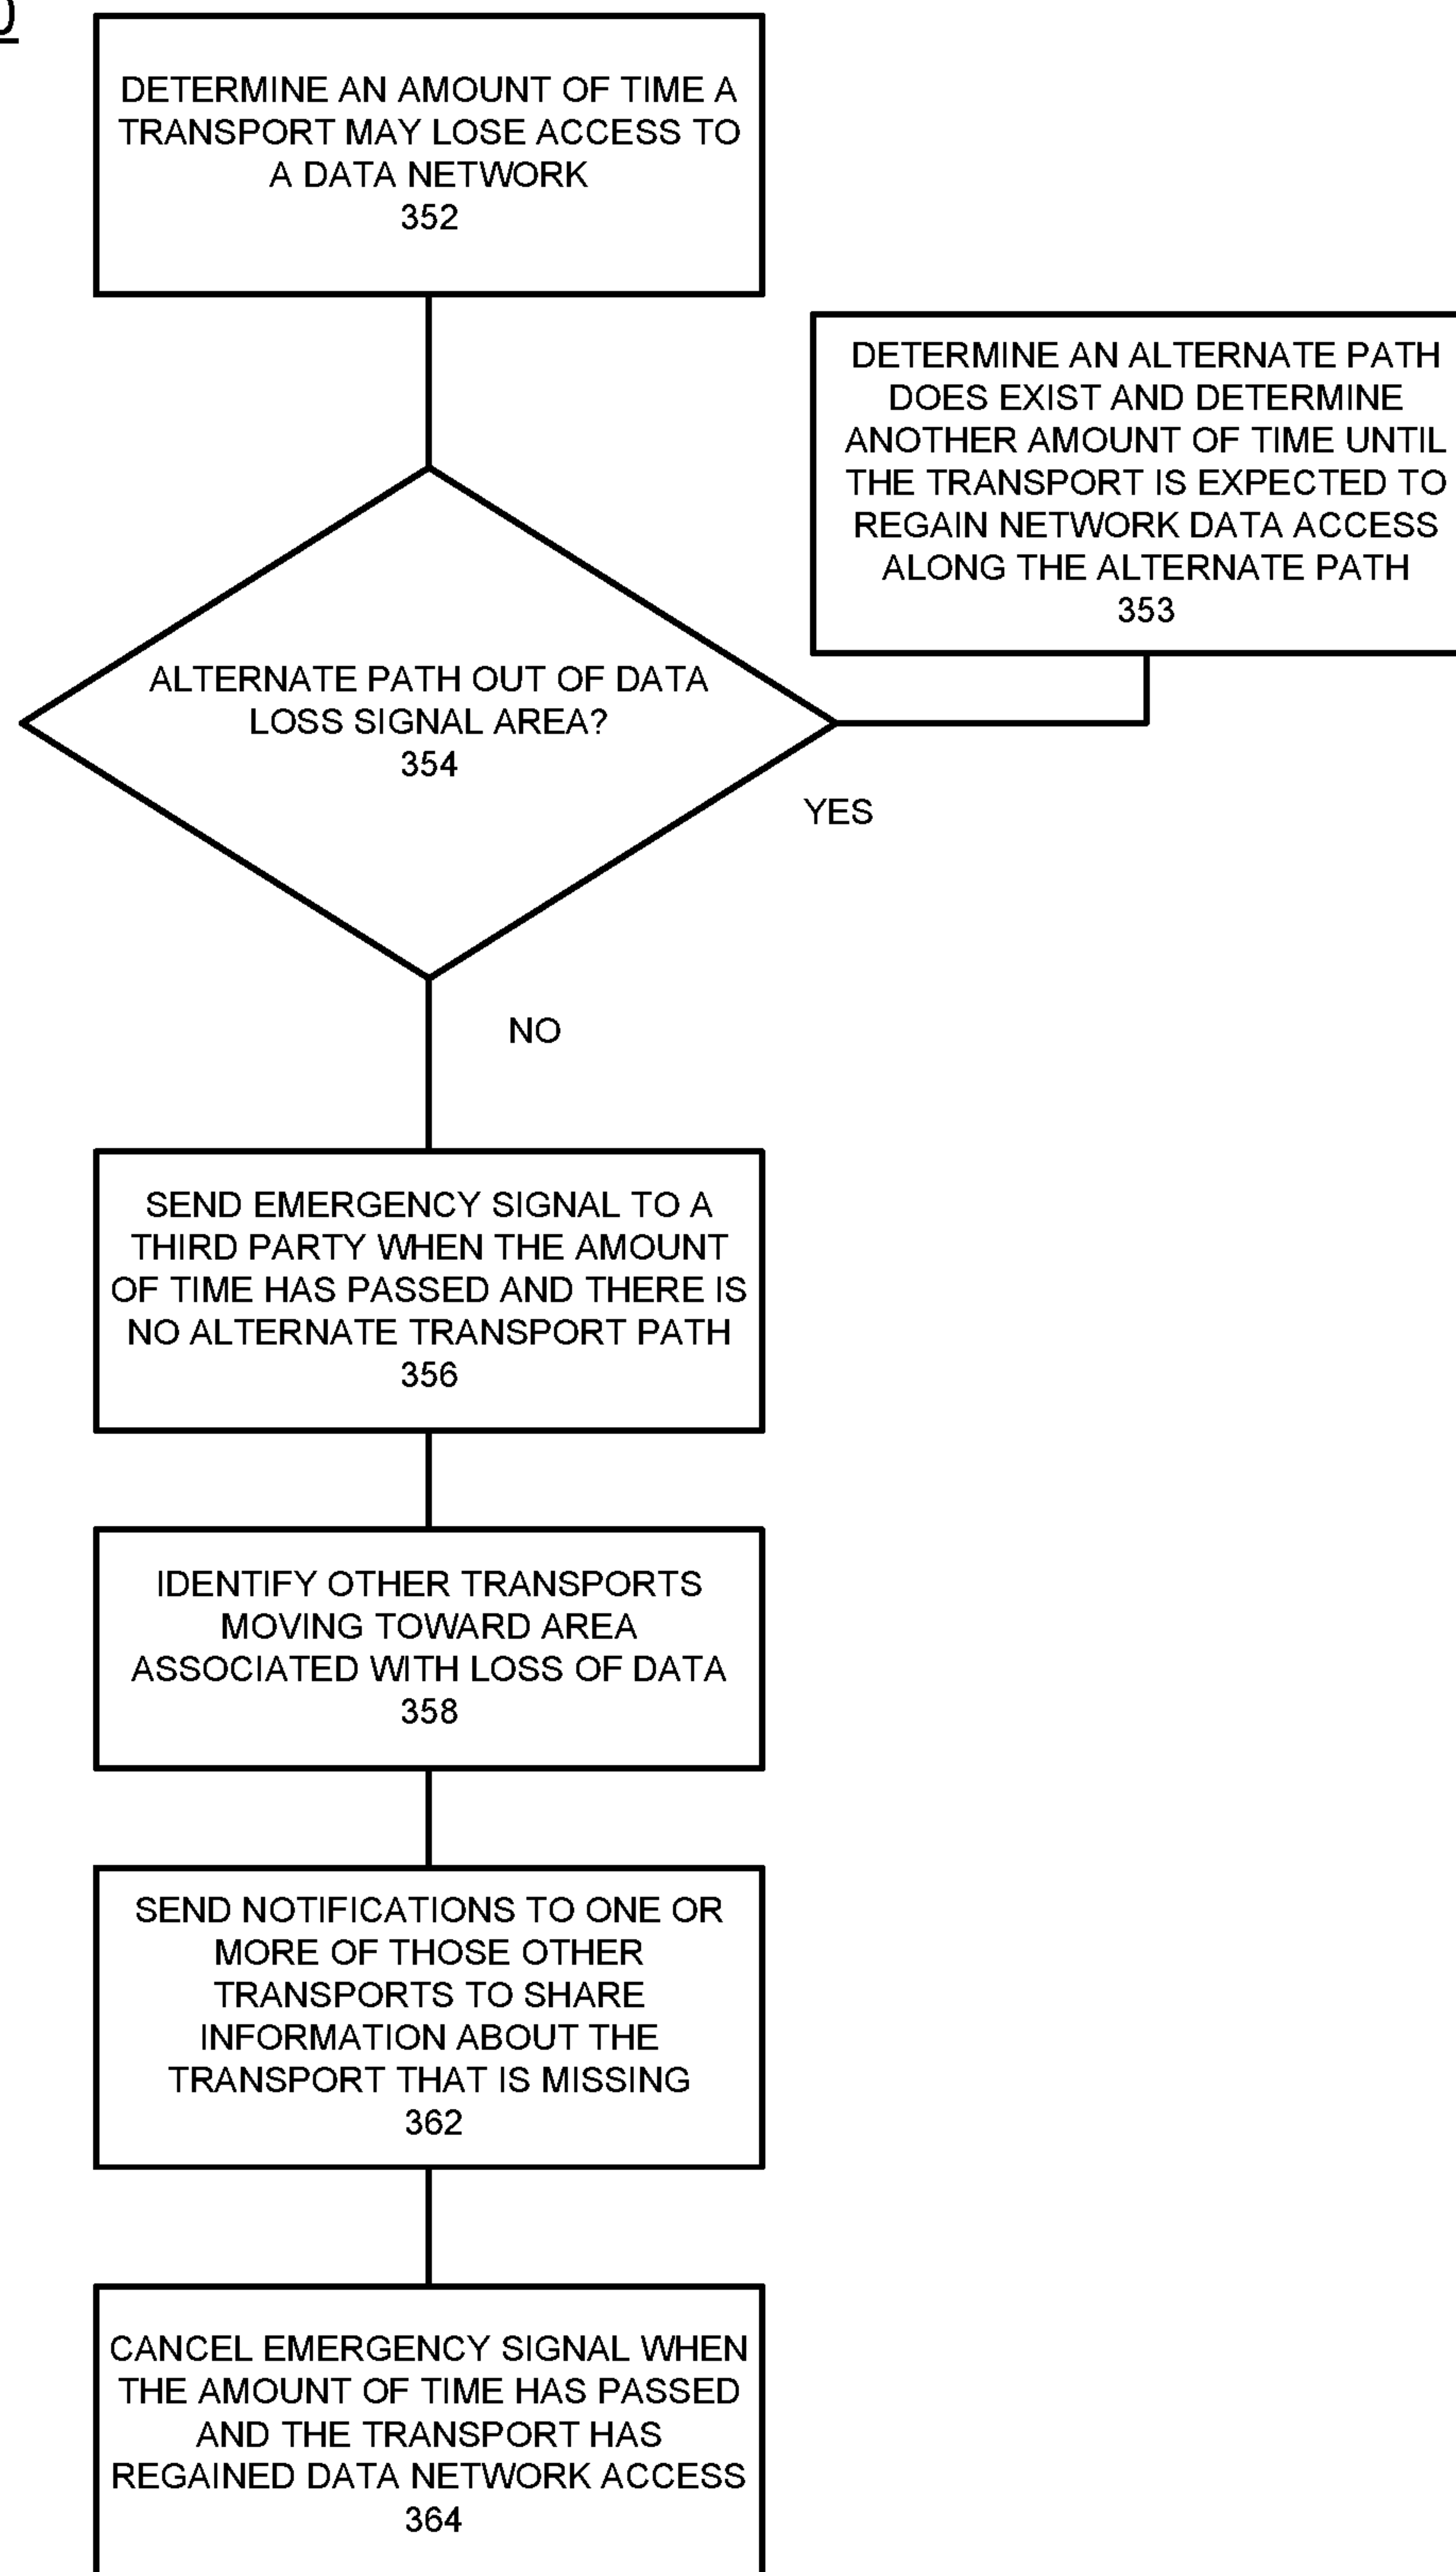 DETERMINE AN AMOUNT OF TIME A
TRANSPORT MAY LOSE ACCESS TO
A DATA NETWORK
352
DETERMINE AN ALTERNATE PATH
DOES EXIST AND DETERMINE
ANOTHER AMOUNT OF TIME UNTIL
THE TRANSPORT IS EXPECTED TO
REGAIN NETWORK DATA ACCESS
ALONG THE ALTERNATE PATH
353
ALTERNATE PATH OUT OF DATA
LOSS SIGNAL AREA?
354
YES
NO
SEND EMERGENCY SIGNAL TO A
THIRD PARTY WHEN THE AMOUNT
OF TIME HAS PASSED AND THERE IS
NO ALTERNATE TRANSPORT PATH
356
IDENTIFY OTHER TRANSPORTS
MOVING TOWARD AREA
ASSOCIATED WITH LOSS OF DATA
358
SEND NOTIFICATIONS TO ONE OR
MORE OF THOSE OTHER
TRANSPORTS TO SHARE
INFORMATION ABOUT THE
TRANSPORT THAT IS MISSING
362
CANCEL EMERGENCY SIGNAL WHEN
THE AMOUNT OF TIME HAS PASSED
AND THE TRANSPORT HAS
REGAINED DATA NETWORK ACCESS
364